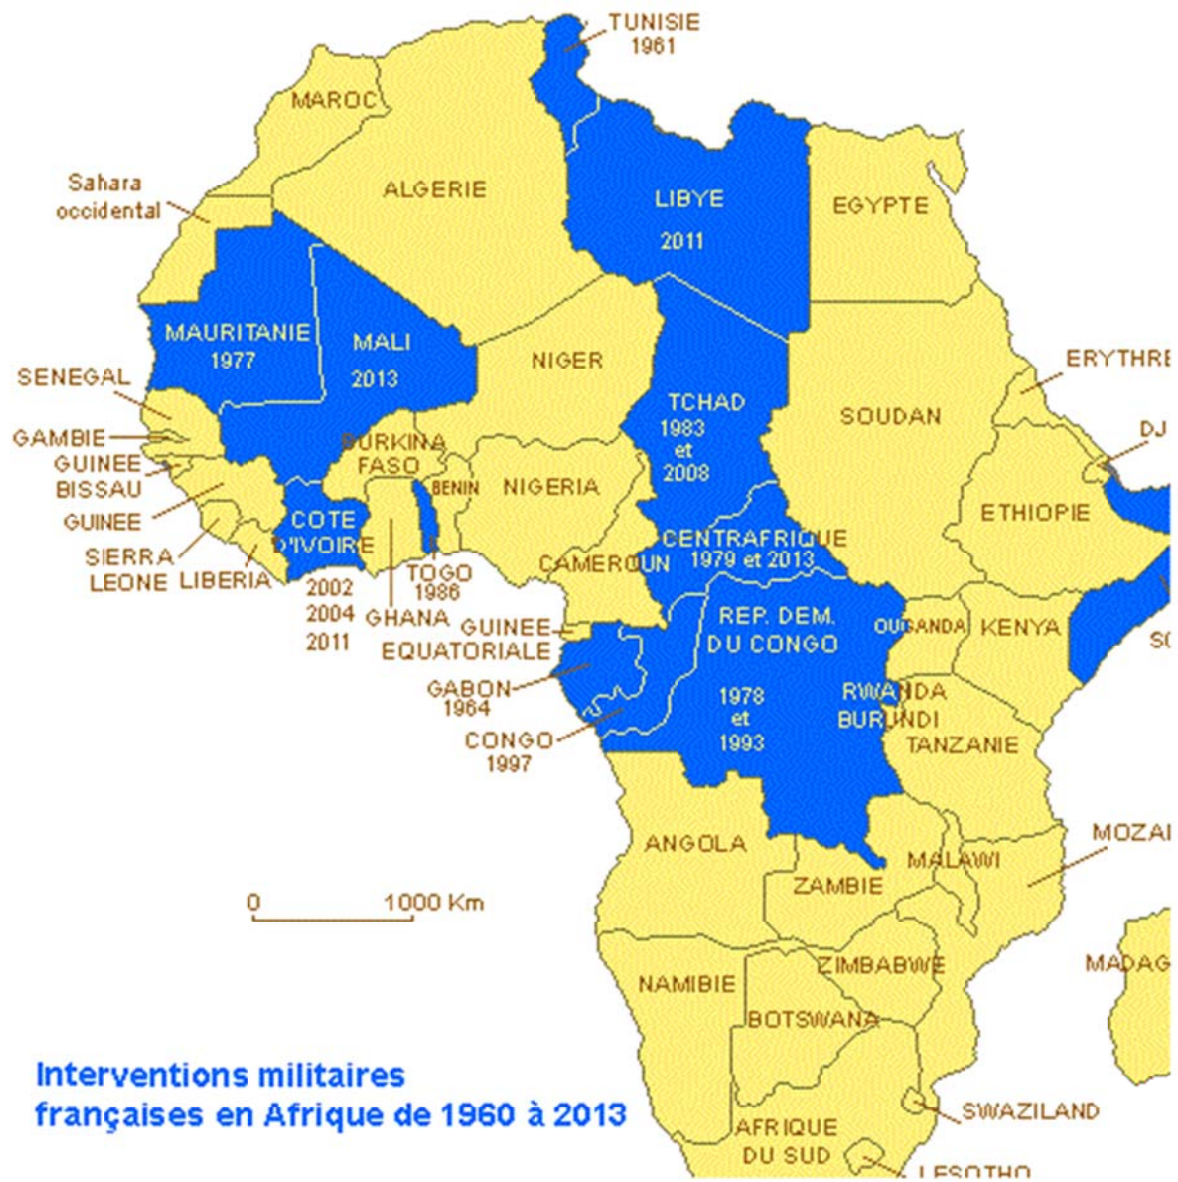 TUNISIE
1961
MAROC
ALGERIE
LIBYE
2011
EGYPTE
Sahara
occidental
MAURITANIE
1977
MALI
2013
NIGER
TCHAD
1983
et
2008
SOUDAN
ERYTHRE
DJ
SENEGAL
GAMBIE
GUINEE
BISSAU
GUINEE
SIERRA
LEONE
LIBERIA
BURKINA
FASO
BENIN
NIGERIA
COTE
D'IVOIRE
2002
2004
2011
GHANA
TOGO
1986
CAMEROUN
CENTRAFRIQUE
1979 et 2013
ETHIOPIE
GUINEE
EQUATORIALE
GABON
1964
CONGO
1997
REP. DEM.
DU CONGO
1978
et
1993
OUGANDA
KENYA
SO
RWANDA
BURUNDI
TANZANIE
ANGOLA
ZAMBIE
MALAWI
MOZAI
0 1000 Km
NAMIBIE
ZIMBABWE
BOTSWANA
MADAG
Interventions militaires
françaises en Afrique de 1960 à 2013
SWAZILAND
AFRIQUE
DU SUD
LESOTHO